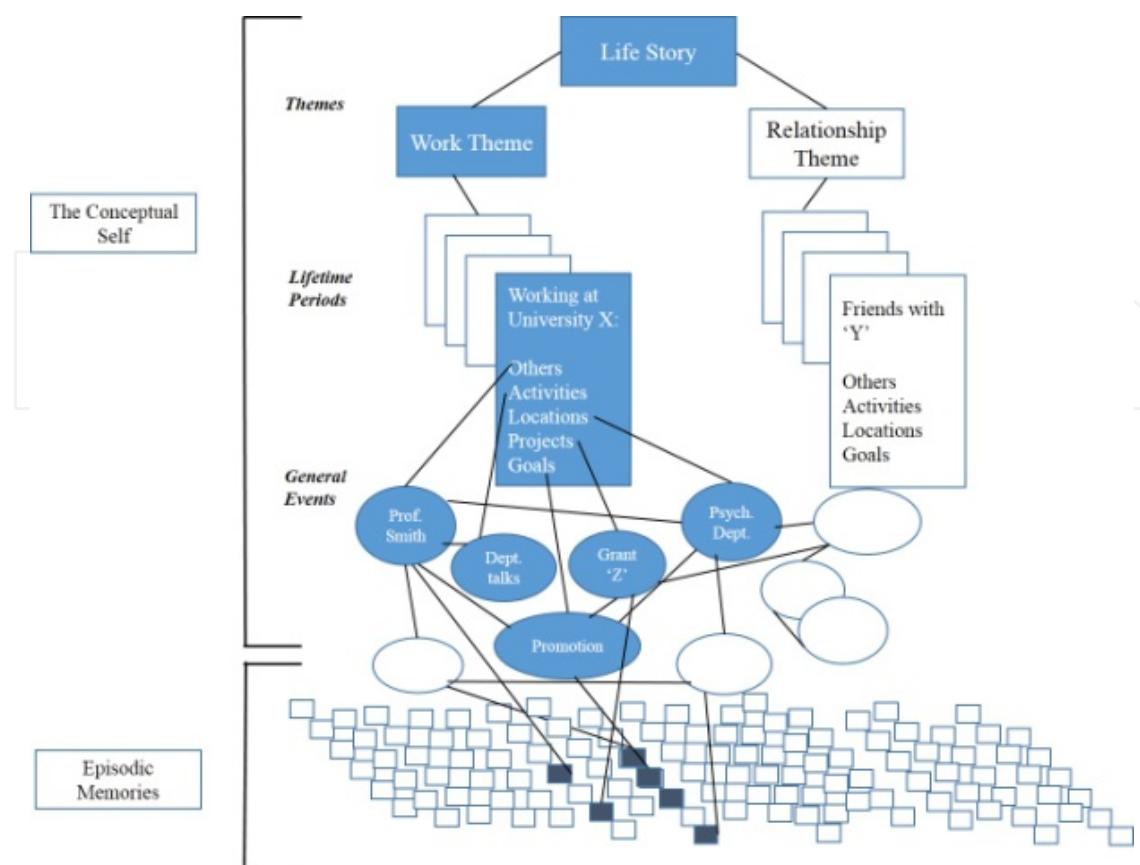 Life Story
Themes
Work Theme
Relationship
Theme
The Conceptual
Self
Lifetime
Periods
Working at
University X:
Others
Activities
Locations
Projects
Goals
Friends with
‘Y’
Others
Activities
Locations
Goals
General
Events
Prof.
Smith
Dept.
talks
Grant
‘Z’
Psych.
Dept.
Promotion
Episodic
Memories